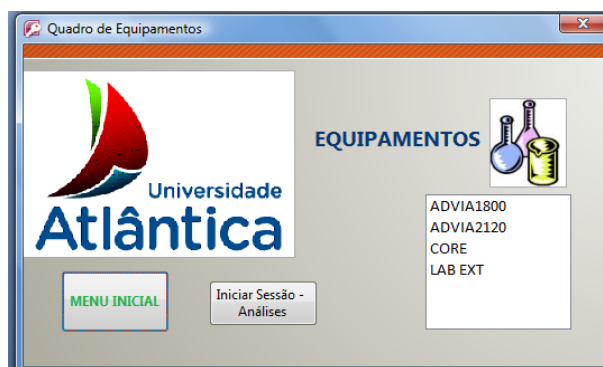 Quadro de Equipamentos
Universidade
Atlântica
EQUIPAMENTOS
ADVIA1800
ADVIA2120
CORE
LAB EXT
MENU INICIAL
Iniciar Sessão -
Análises